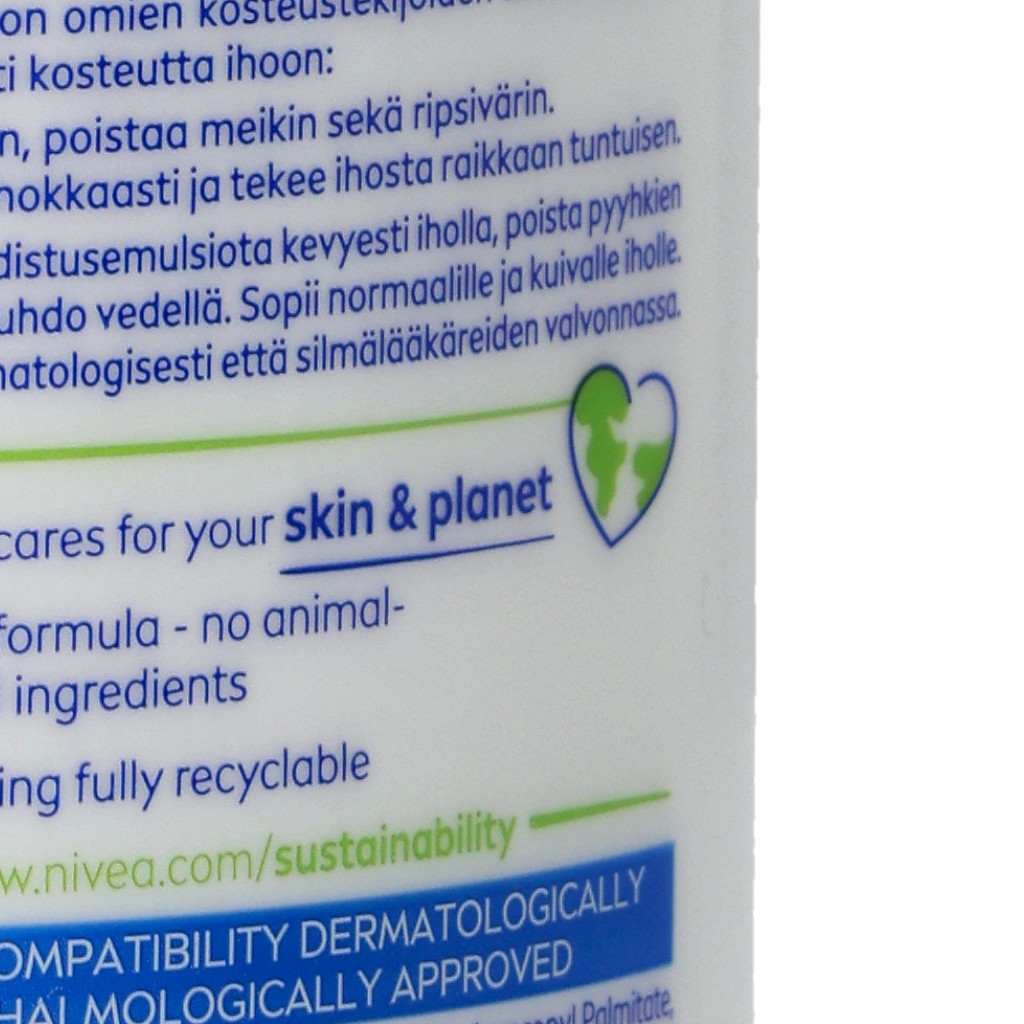 on omien
ti kosteutta ihoon:
n, poistaa meikin sekä ripsivärin.
hokkaasti ja tekee ihosta raikkaan tuntuisen.
distusemulsiota kevyesti iholla, poista pyyhkien
uhdo vedellä. Sopii normaalille ja kuivalle iholle.
natologisesti että silmälääkäreiden valvonnassa.
cares for your skin & planet
formula - no animal-
ingredients
ing fully recyclable
w.nivea.com/sustainability
OMPATIBILITY DERMATOLOGICALLY
HALMOLOGICALLY APPROVED
Palmitate,